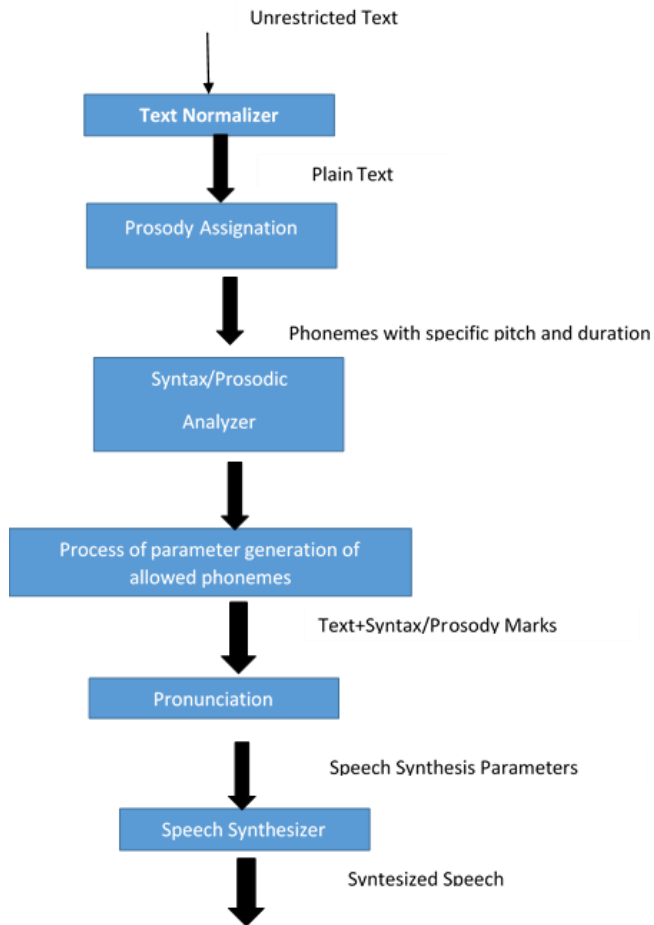 Unrestricted Text
Text Normalizer
Plain Text
Prosody Assignation
Phonemes with specific pitch and duration
Syntax/Prosodic
Analyzer
Process of parameter generation of
allowed phonemes
Text+Syntax/Prosody Marks
Pronunciation
Speech Synthesis Parameters
Speech Synthesizer
Syntesized Speech